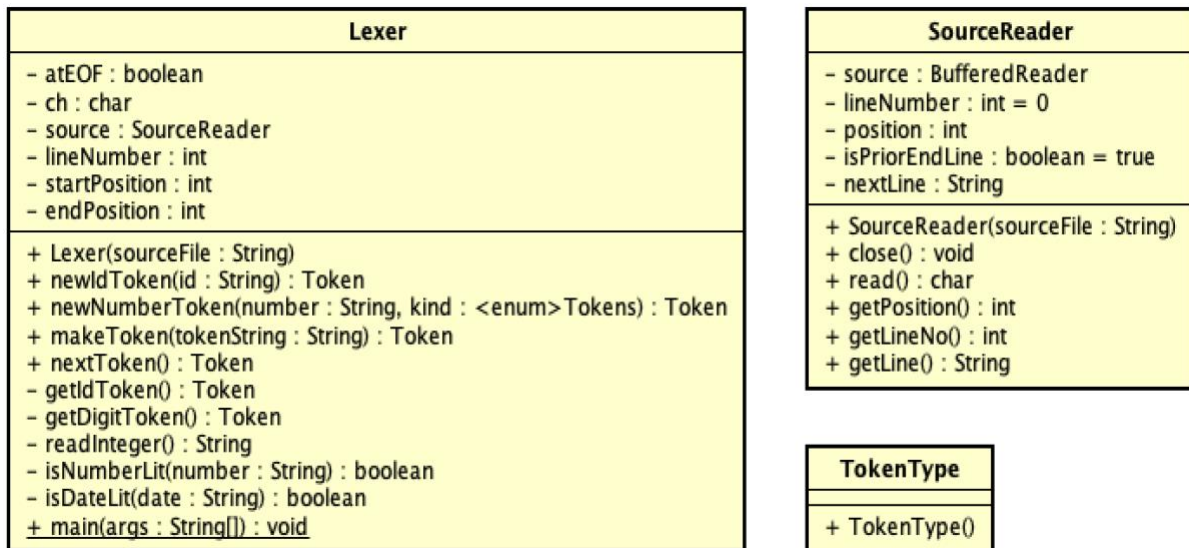 Lexer
- atEOF : boolean
- ch : char
- source : SourceReader
- lineNumber : int
- startPosition : int
- endPosition : int
+ Lexer(sourceFile : String)
+ newIdToken(id : String) : Token
+ newNumberToken(number : String, kind : <enum>Tokens) : Token
+ makeToken(tokenString : String) : Token
+ nextToken() : Token
- getIdToken() : Token
- getDigitToken() : Token
- readInteger() : String
- isNumberLit(number : String) : boolean
- isDateLit(date : String) : boolean
+ main(args : String[]) : void
SourceReader
- source : BufferedReader
- lineNumber : int = 0
- position : int
- isPriorEndLine : boolean = true
- nextLine : String
+ SourceReader(sourceFile : String)
+ close() : void
+ read() : char
+ getPosition() : int
+ getLineNo() : int
+ getLine() : String
TokenType
+ TokenType()